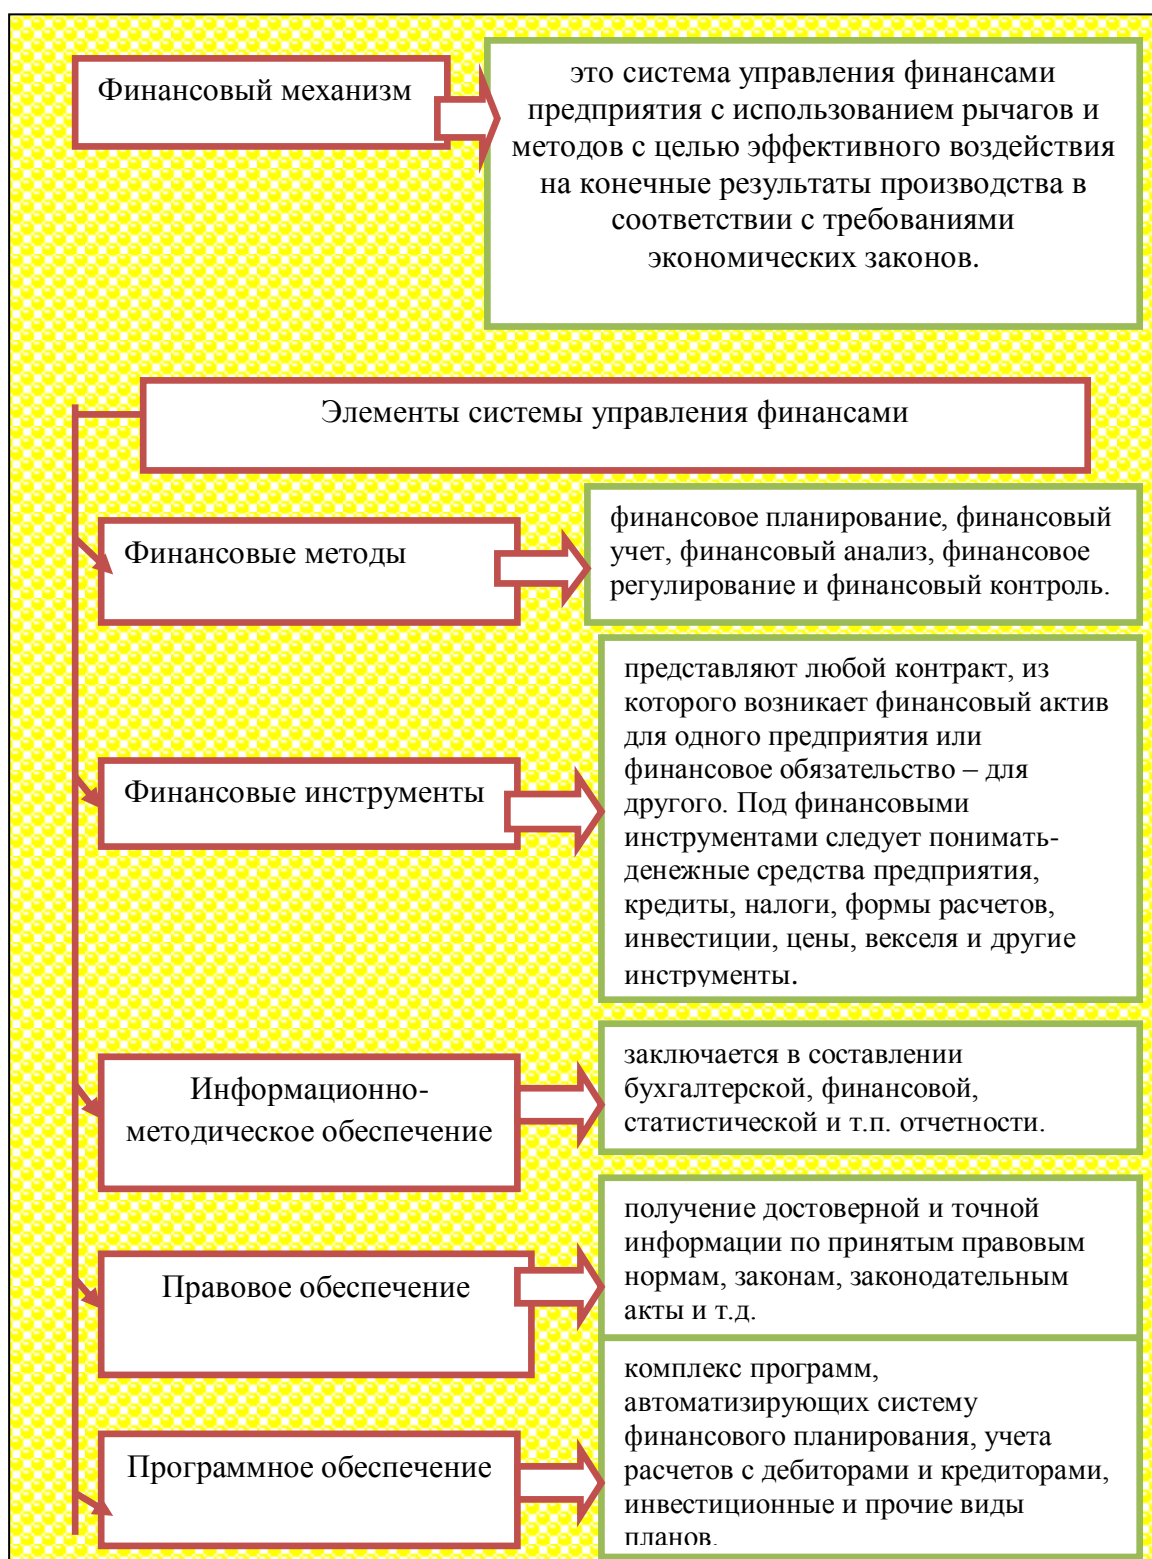 Финансовый механизм
это система управления финансами
предприятия с использованием рычагов и
методов с целью эффективного воздействия
на конечные результаты производства в
соответствии с требованиями
экономических законов.
Элементы системы управления финансами
Финансовые методы
финансовое планирование, финансовый
учет, финансовый анализ, финансовое
регулирование и финансовый контроль.
Финансовые инструменты
представляют любой контракт, из
которого возникает финансовый актив
для одного предприятия или
финансовое обязательство – для
другого. Под финансовыми
инструментами следует понимать-
денежные средства предприятия,
кредиты, налоги, формы расчетов,
инвестиции, цены, векселя и другие
инструменты.
Информационно-
методическое обеспечение
заключается в составлении
бухгалтерской, финансовой,
статистической и т.п. отчетности.
Правовое обеспечение
получение достоверной и точной
информации по принятым правовым
нормам, законам, законодательным
акты и т.д.
Программное обеспечение
комплекс программ,
автоматизирующих систему
финансового планирования, учета
расчетов с дебиторами и кредиторами,
инвестиционные и прочие виды
планов.